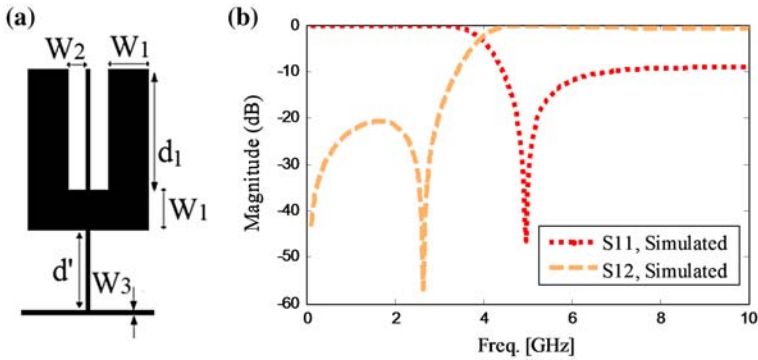 (a)
W2
W1
d1
W1
d'
W3
(b)
0
-10
-20
-30
-40
-50
-60
Magnitude (dB)
S11, Simulated
S12, Simulated
0 2 4 6 8 10
Freq. [GHz]